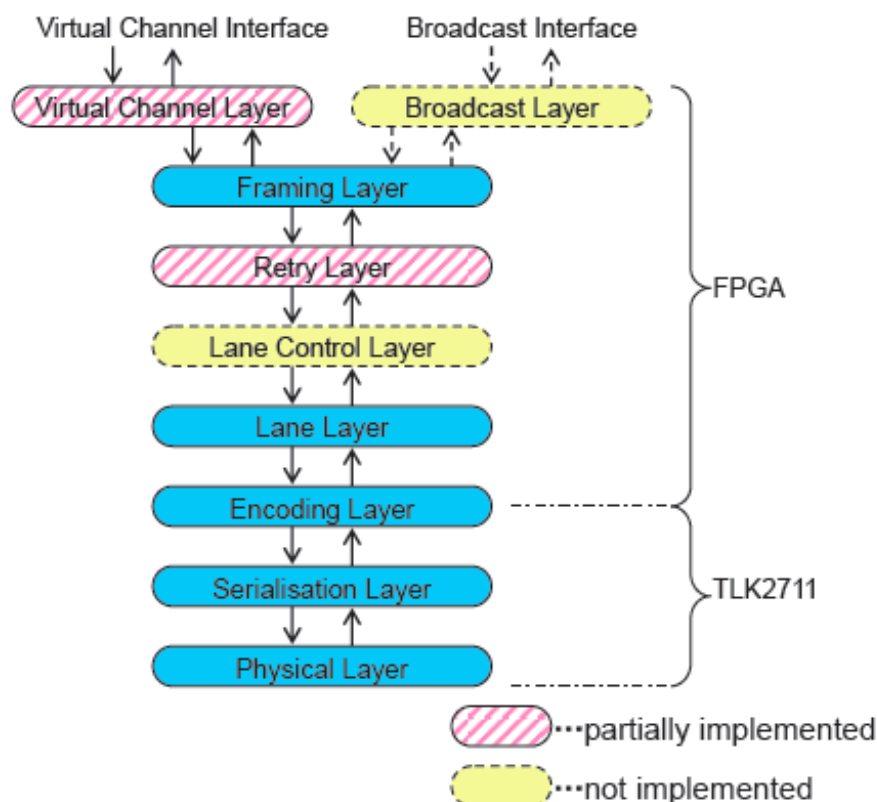 Virtual Channel Interface
Broadcast Interface
Virtual Channel Layer
Broadcast Layer
Framing Layer
Retry Layer
FPGA
Lane Control Layer
Lane Layer
Encoding Layer
Serialisation Layer
TLK2711
Physical Layer
···partially implemented
···not implemented